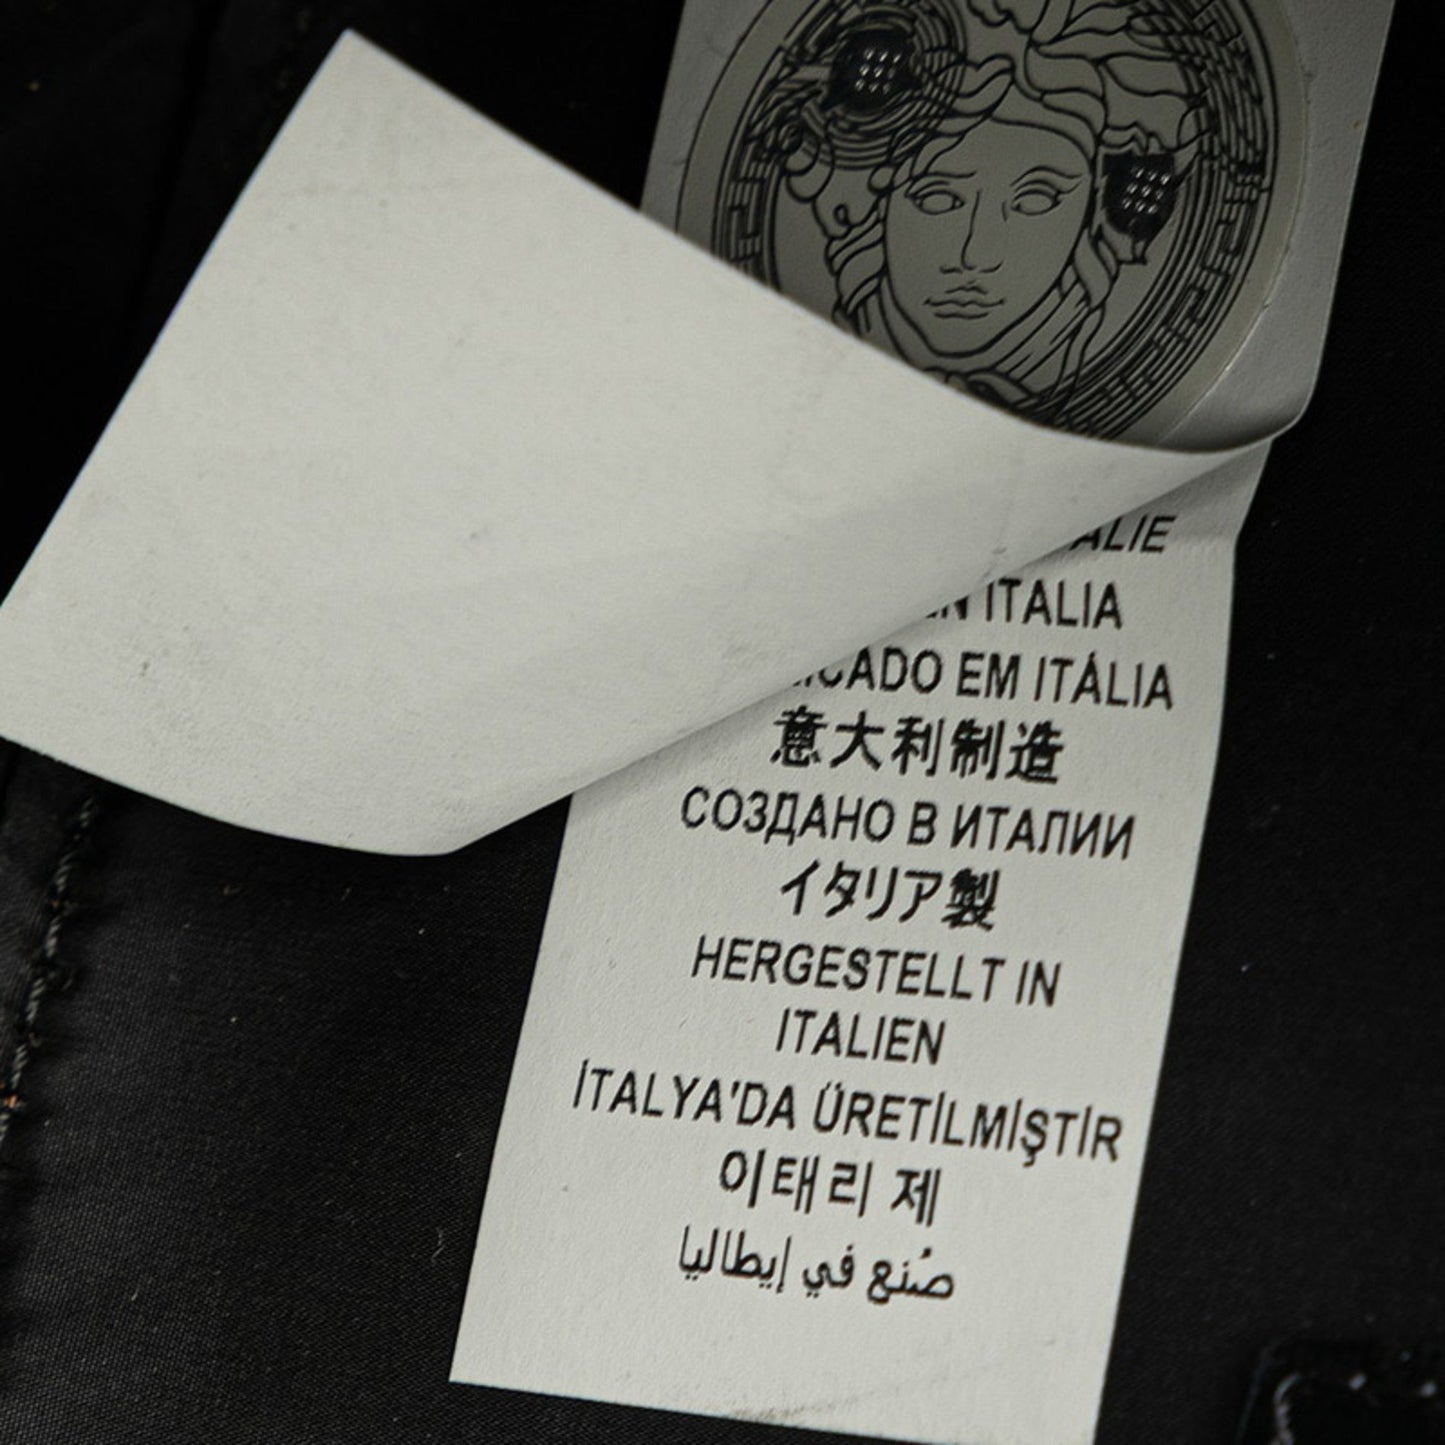 ITALIA
EM ITÁLIA
意大利制造
СОЗДАНО В ИТАЛИИ
イタリア製
HERGESTELLT IN
ITALIEN
İTALYA'DA ÜRETİLMİŞTİR
이태리 제
صُنع في إيطاليا